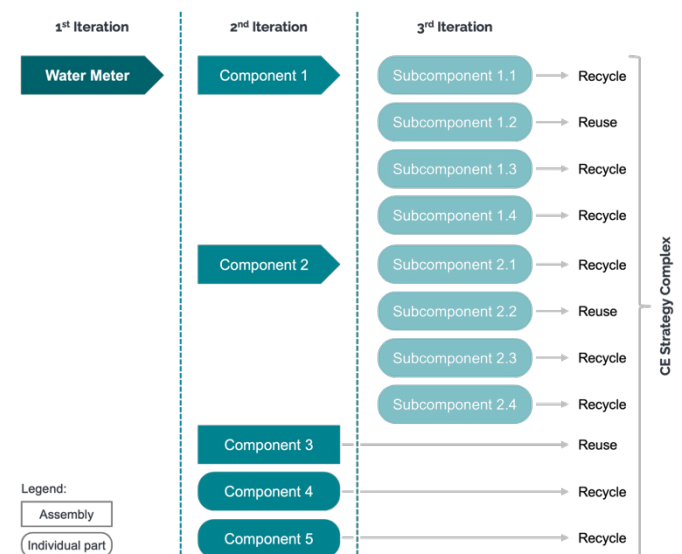 1st Iteration 2nd Iteration 3rd Iteration
Water Meter Component 1 Subcomponent 1.1 Recycle
Subcomponent 1.2 Reuse
Subcomponent 1.3 Recycle
Subcomponent 1.4 Recycle
Component 2 Subcomponent 2.1 Recycle
Subcomponent 2.2 Reuse
Subcomponent 2.3 Recycle
Subcomponent 2.4 Recycle
Component 3 Reuse
Component 4 Recycle
Component 5 Recycle
CE Strategy Complex
Legend:
Assembly
Individual part